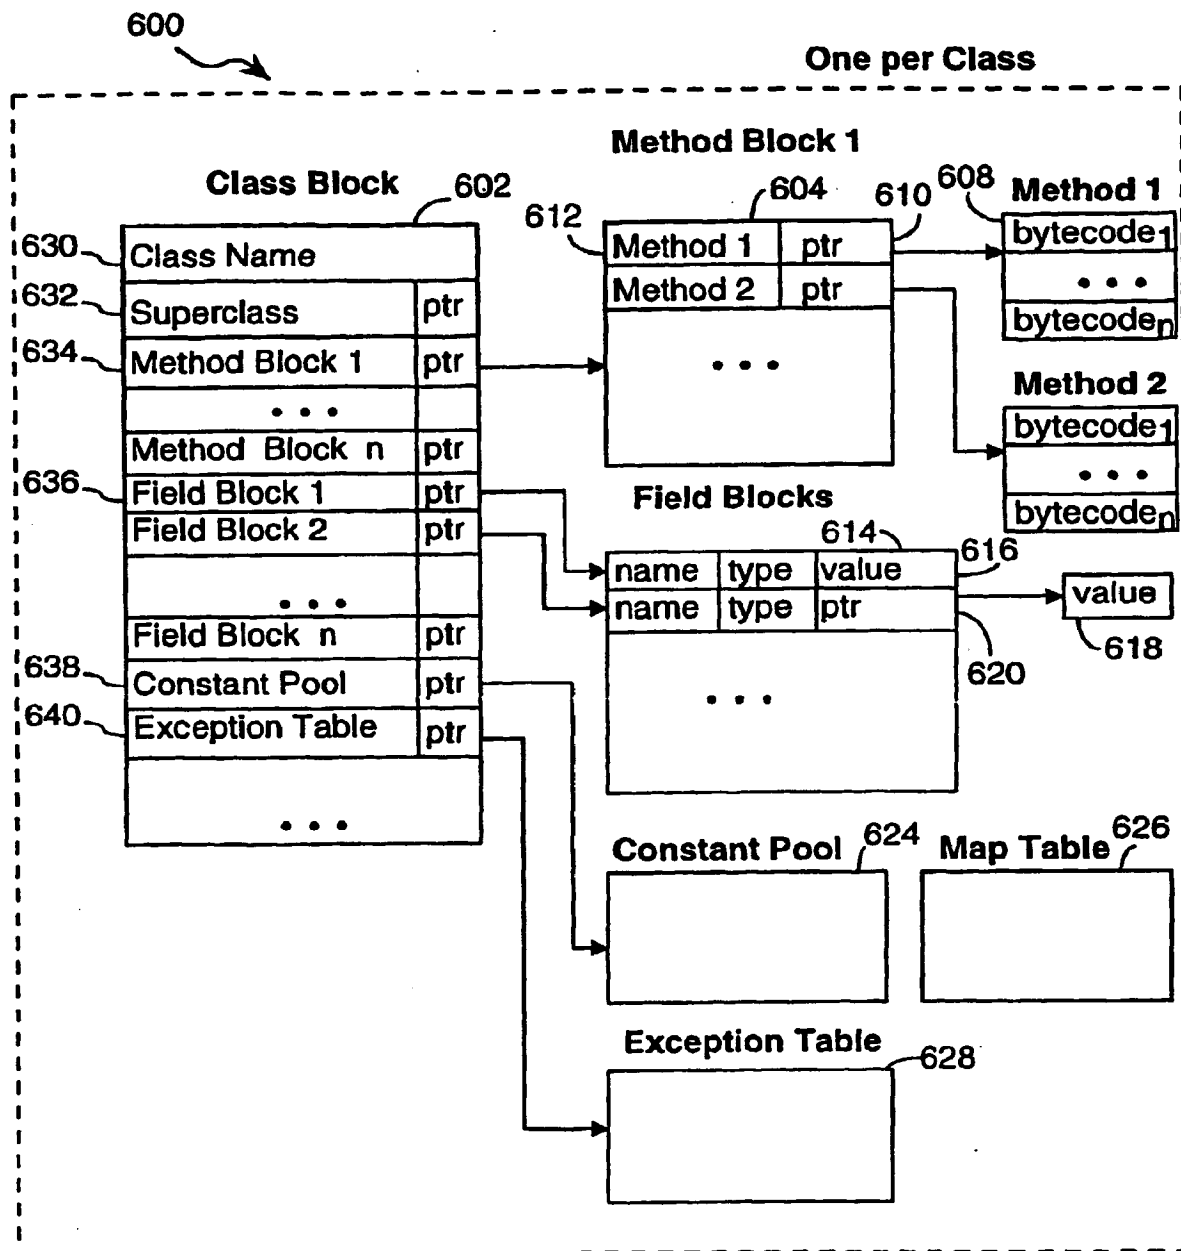 600
One per Class
Class Block
602
630
Class Name
632
Superclass ptr
634
Method Block 1 ptr
...
Method Block n ptr
636
Field Block 1 ptr
Field Block 2 ptr
...
Field Block n ptr
638
Constant Pool ptr
640
Exception Table ptr
...
Method Block 1
604
610
612
Method 1 ptr
Method 2 ptr
...
608
Method 1
bytecode1
...
bytecoden
Method 2
bytecode1
...
bytecoden
Field Blocks
614
616
name type value
name type ptr
620
...
value
618
Constant Pool
624
Map Table
626
Exception Table
628